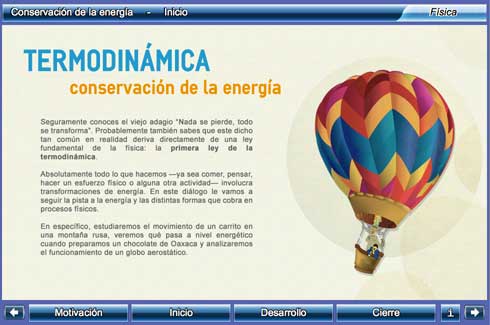 Conservación de la energía - Inicio
Física
TERMODINÁMICA
conservación de la energía
Seguramente conoces el viejo adagio "Nada se pierde, todo
se transforma". Probablemente también sabes que este dicho
tan común en realidad deriva directamente de una ley
fundamental de la física: la primera ley de la
termodinámica.
Absolutamente todo lo que hacemos —ya sea comer, pensar,
hacer un esfuerzo físico o alguna otra actividad— involucra
transformaciones de energía. En este diálogo le vamos a
seguir la pista a la energía y las distintas formas que cobra en
procesos físicos.
En específico, estudiaremos el movimiento de un carrito en
una montaña rusa, veremos qué pasa a nivel energético
cuando preparamos un chocolate de Oaxaca y analizaremos
el funcionamiento de un globo aerostático.
Motivación
Inicio
Desarrollo
Cierre
i